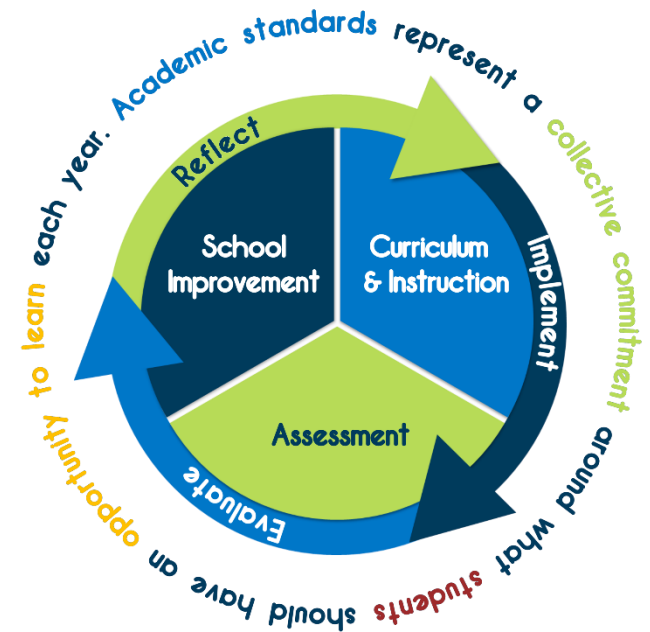 Academic standards represent a collective commitment around what students should have an opportunity to learn each year.
Reflect
Implement
Evaluate
School
Improvement
Curriculum
& Instruction
Assessment